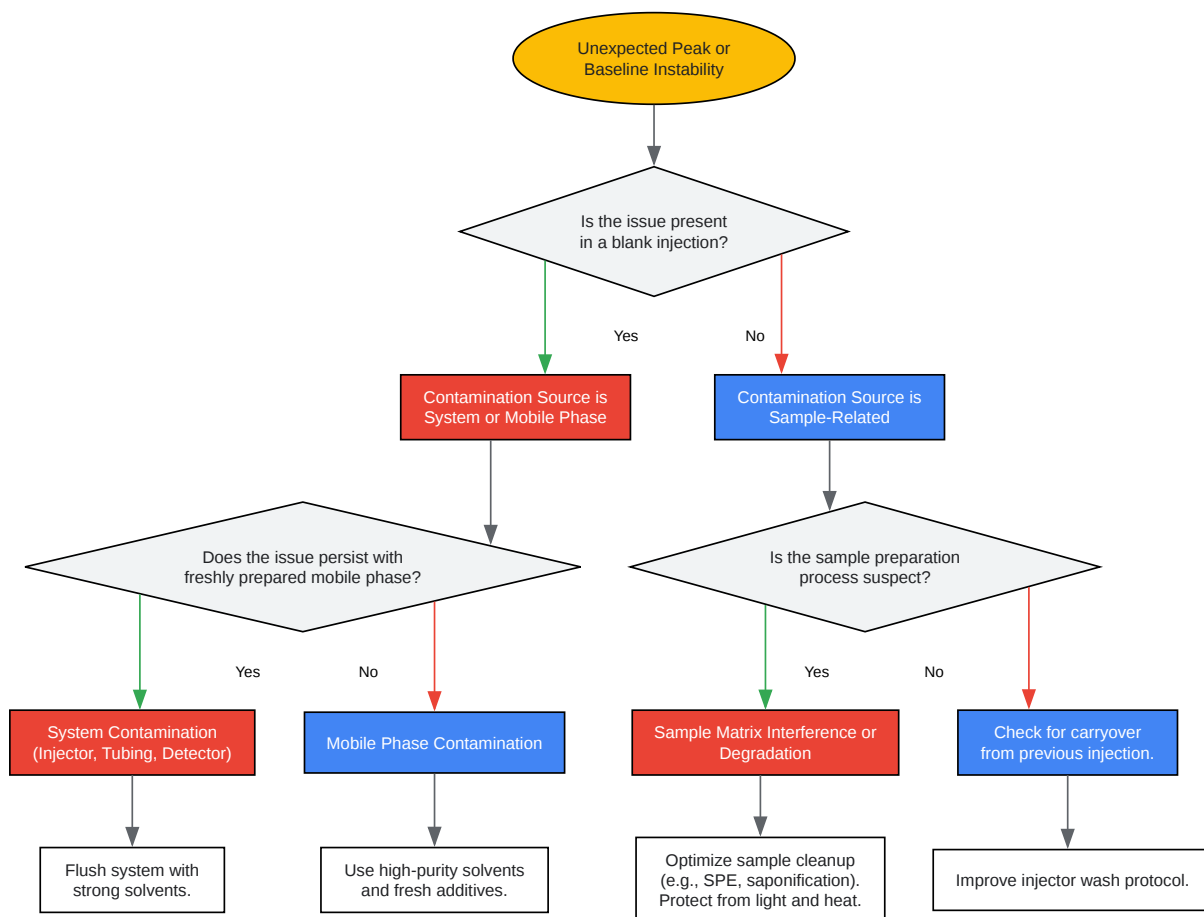 Unexpected Peak or
Baseline Instability
Is the issue present
in a blank injection?
Yes
No
Contamination Source is
System or Mobile Phase
Contamination Source is
Sample-Related
Does the issue persist with
freshly prepared mobile phase?
Is the sample preparation
process suspect?
Yes
No
Yes
No
System Contamination
(Injector, Tubing, Detector)
Mobile Phase Contamination
Sample Matrix Interference or
Degradation
Check for carryover
from previous injection.
Flush system with
strong solvents.
Use high-purity solvents
and fresh additives.
Optimize sample cleanup
(e.g., SPE, saponification).
Protect from light and heat.
Improve injector wash protocol.